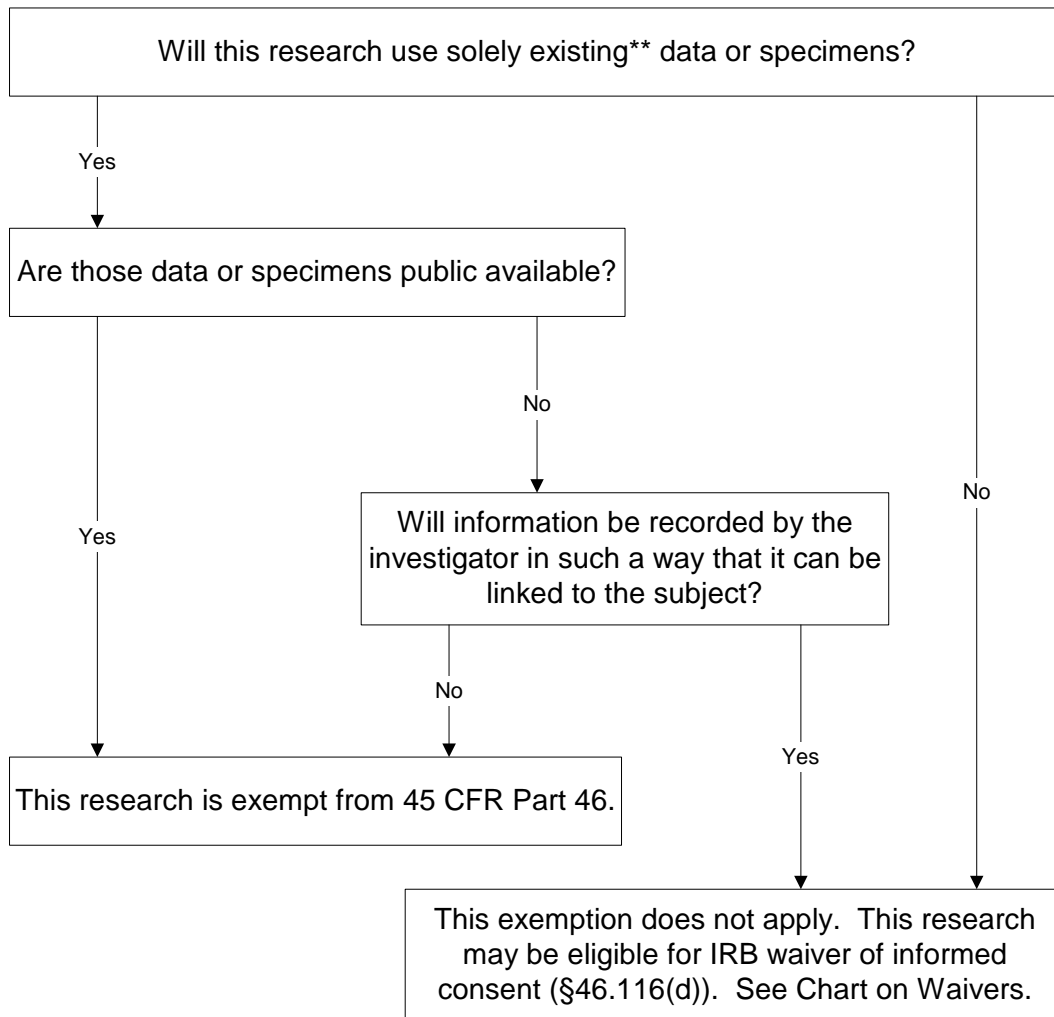 Will this research use solely existing** data or specimens?
Yes
Are those data or specimens public available?
No
No
Yes
Will information be recorded by the
investigator in such a way that it can be
linked to the subject?
No
Yes
This research is exempt from 45 CFR Part 46.
This exemption does not apply.  This research
may be eligible for IRB waiver of informed
consent (§46.116(d)).  See Chart on Waivers.